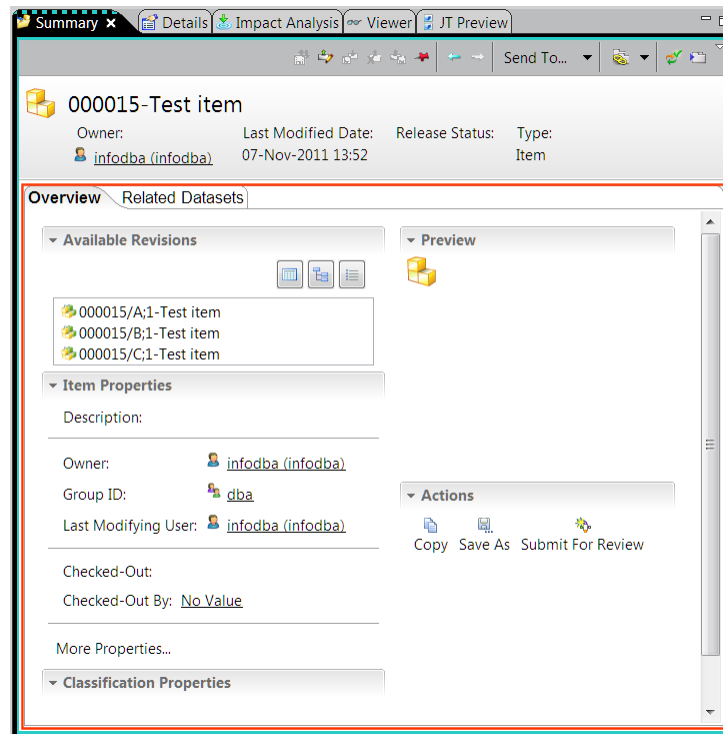 Summary Details Impact Analysis Viewer JT Preview
Send To...
000015-Test item
Owner: Last Modified Date: Release Status: Type:
infodba (infodba) 07-Nov-2011 13:52 Item
Overview Related Datasets
Available Revisions
000015/A;1-Test item
000015/B;1-Test item
000015/C;1-Test item
Item Properties
Description:
Owner: infodba (infodba)
Group ID: dba
Last Modifying User: infodba (infodba)
Checked-Out:
Checked-Out By: No Value
More Properties...
Classification Properties
Preview
Actions
Copy Save As Submit For Review